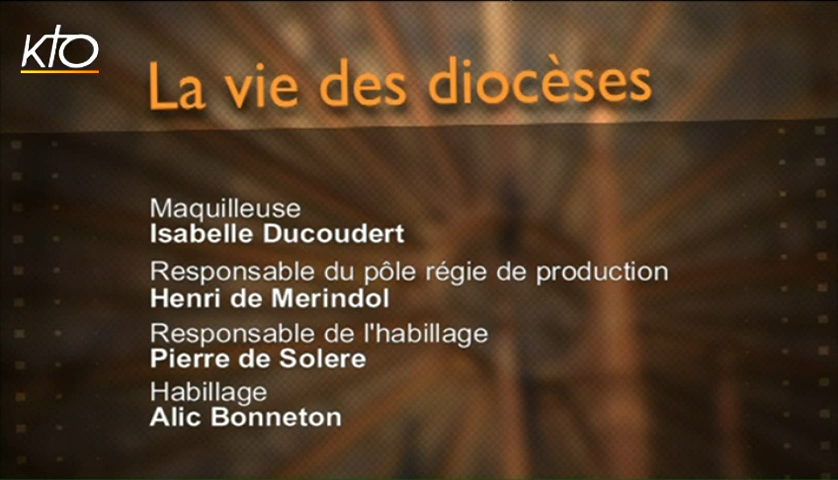 KTO
La vie des diocèses
Maquilleuse
Isabelle Ducoudert
Responsable du pôle régie de production
Henri de Merindol
Responsable de l'habillage
Pierre de Solere
Habillage
Alic Bonneton